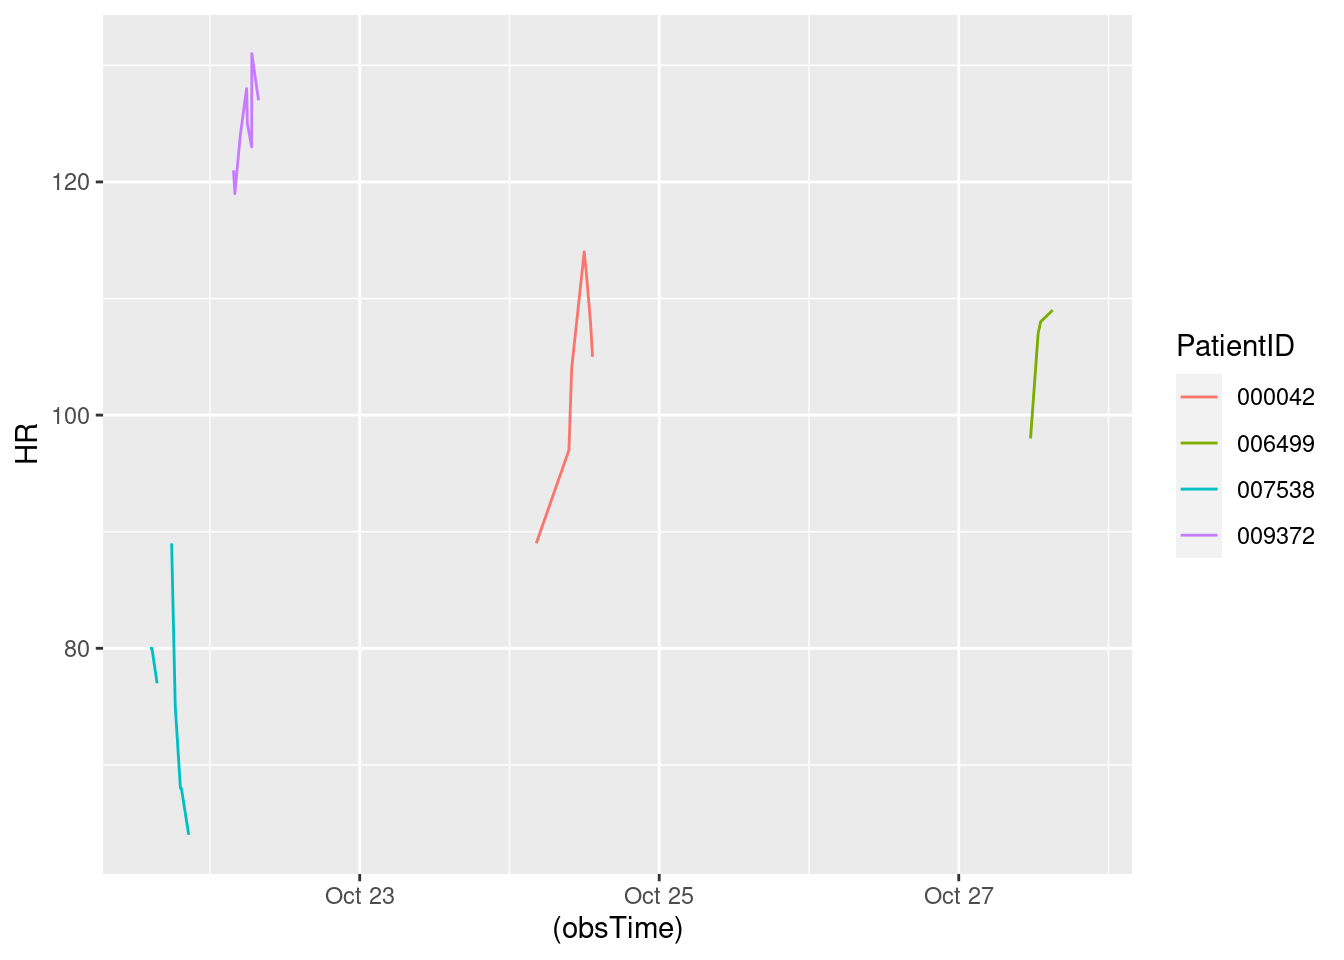 HR
120
100
80
Oct 23
Oct 25
Oct 27
(obsTime)
PatientID
000042
006499
007538
009372